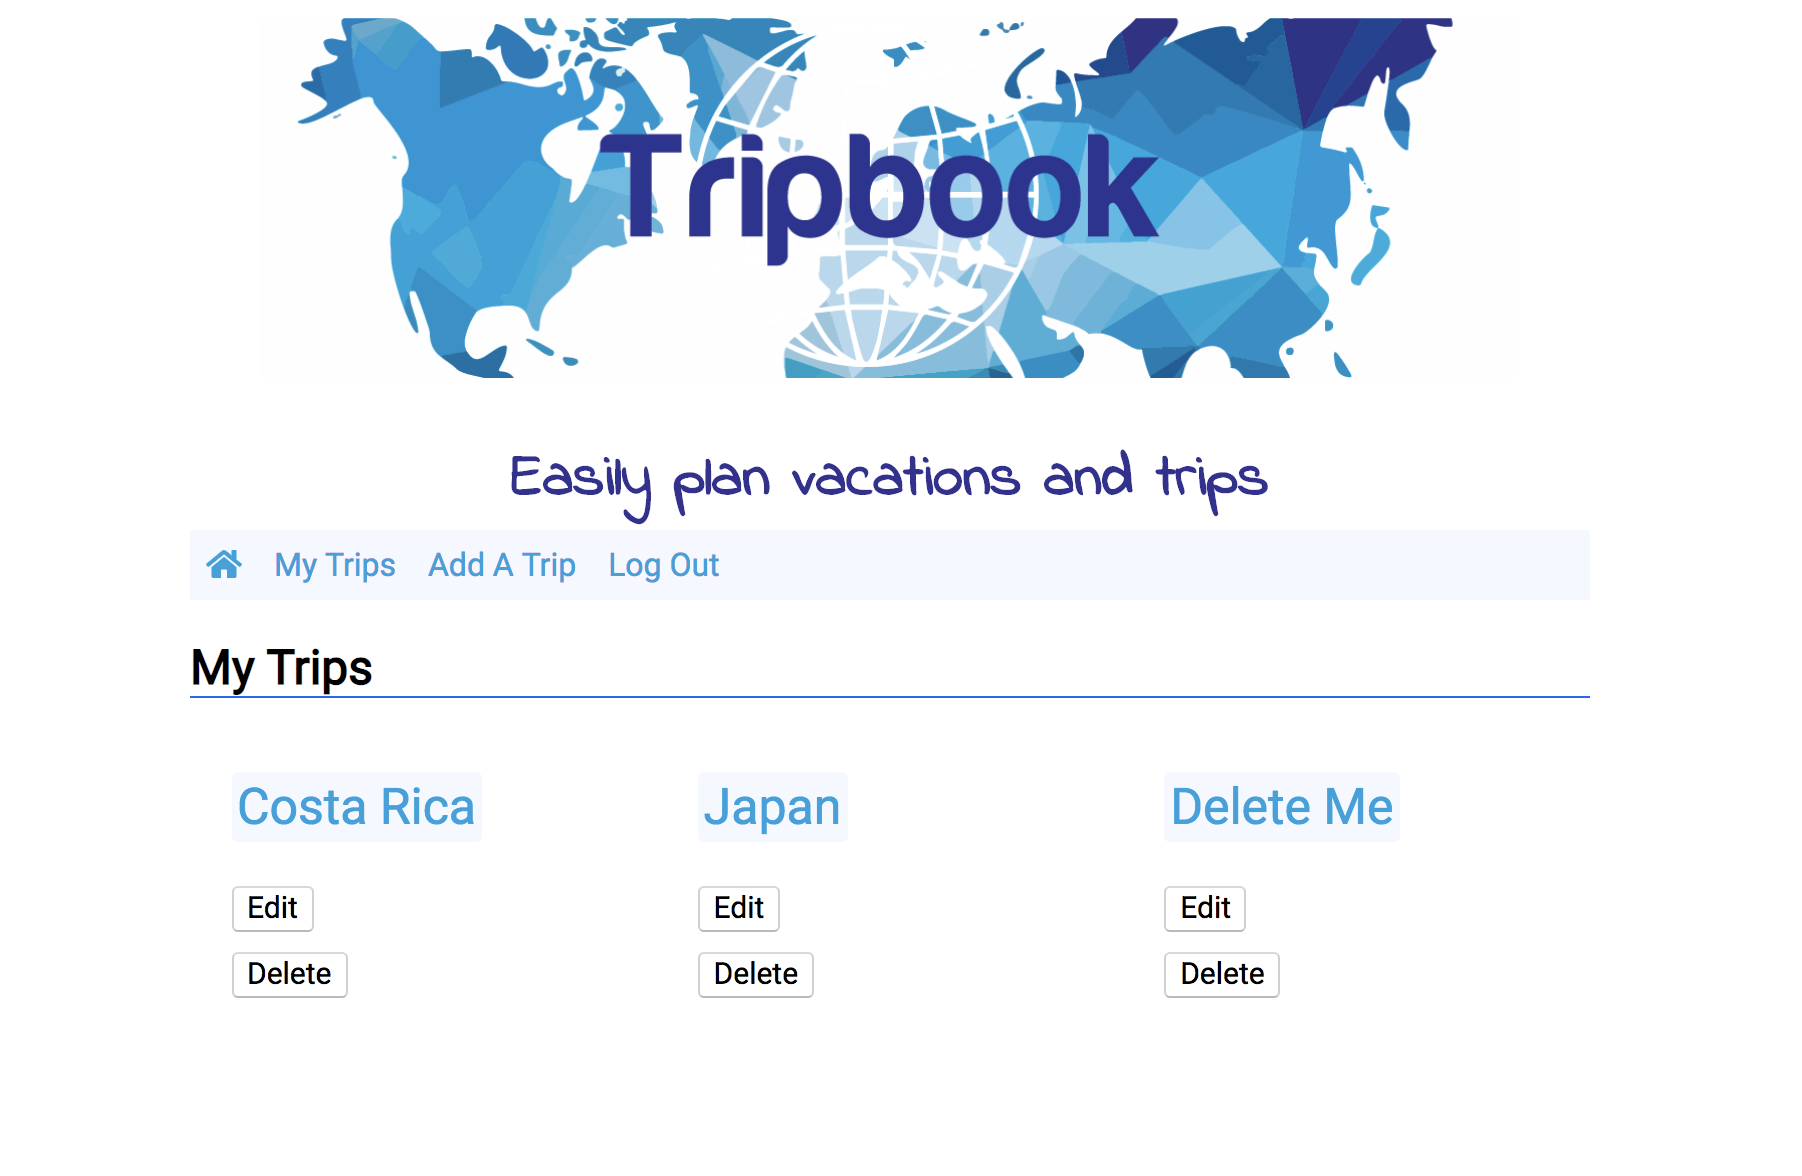 Tripbook
Easily plan vacations and trips
My Trips Add A Trip Log Out
My Trips
Costa Rica Japan Delete Me
Edit Edit Edit
Delete Delete Delete